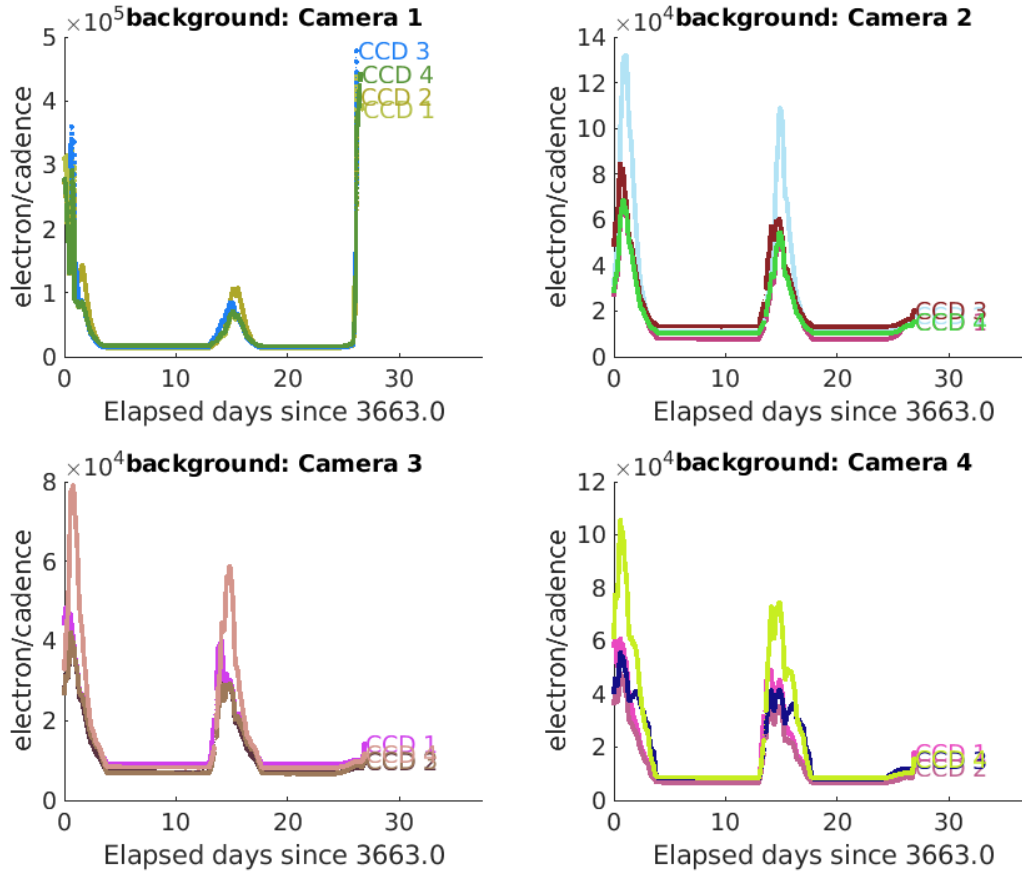 ×10^5 background: Camera 1
electron/cadence
5
4
3
2
1
0
0 10 20 30
Elapsed days since 3663.0
CCD 3
CCD 4
CCD 2
CCD 1
×10^4 background: Camera 2
electron/cadence
14
12
10
8
6
4
2
0
0 10 20 30
Elapsed days since 3663.0
CCD 3
CCD 4
×10^4 background: Camera 3
electron/cadence
8
6
4
2
0
0 10 20 30
Elapsed days since 3663.0
CCD 1
CCD 2
×10^4 background: Camera 4
electron/cadence
12
10
8
6
4
2
0
0 10 20 30
Elapsed days since 3663.0
CCD 1
CCD 2